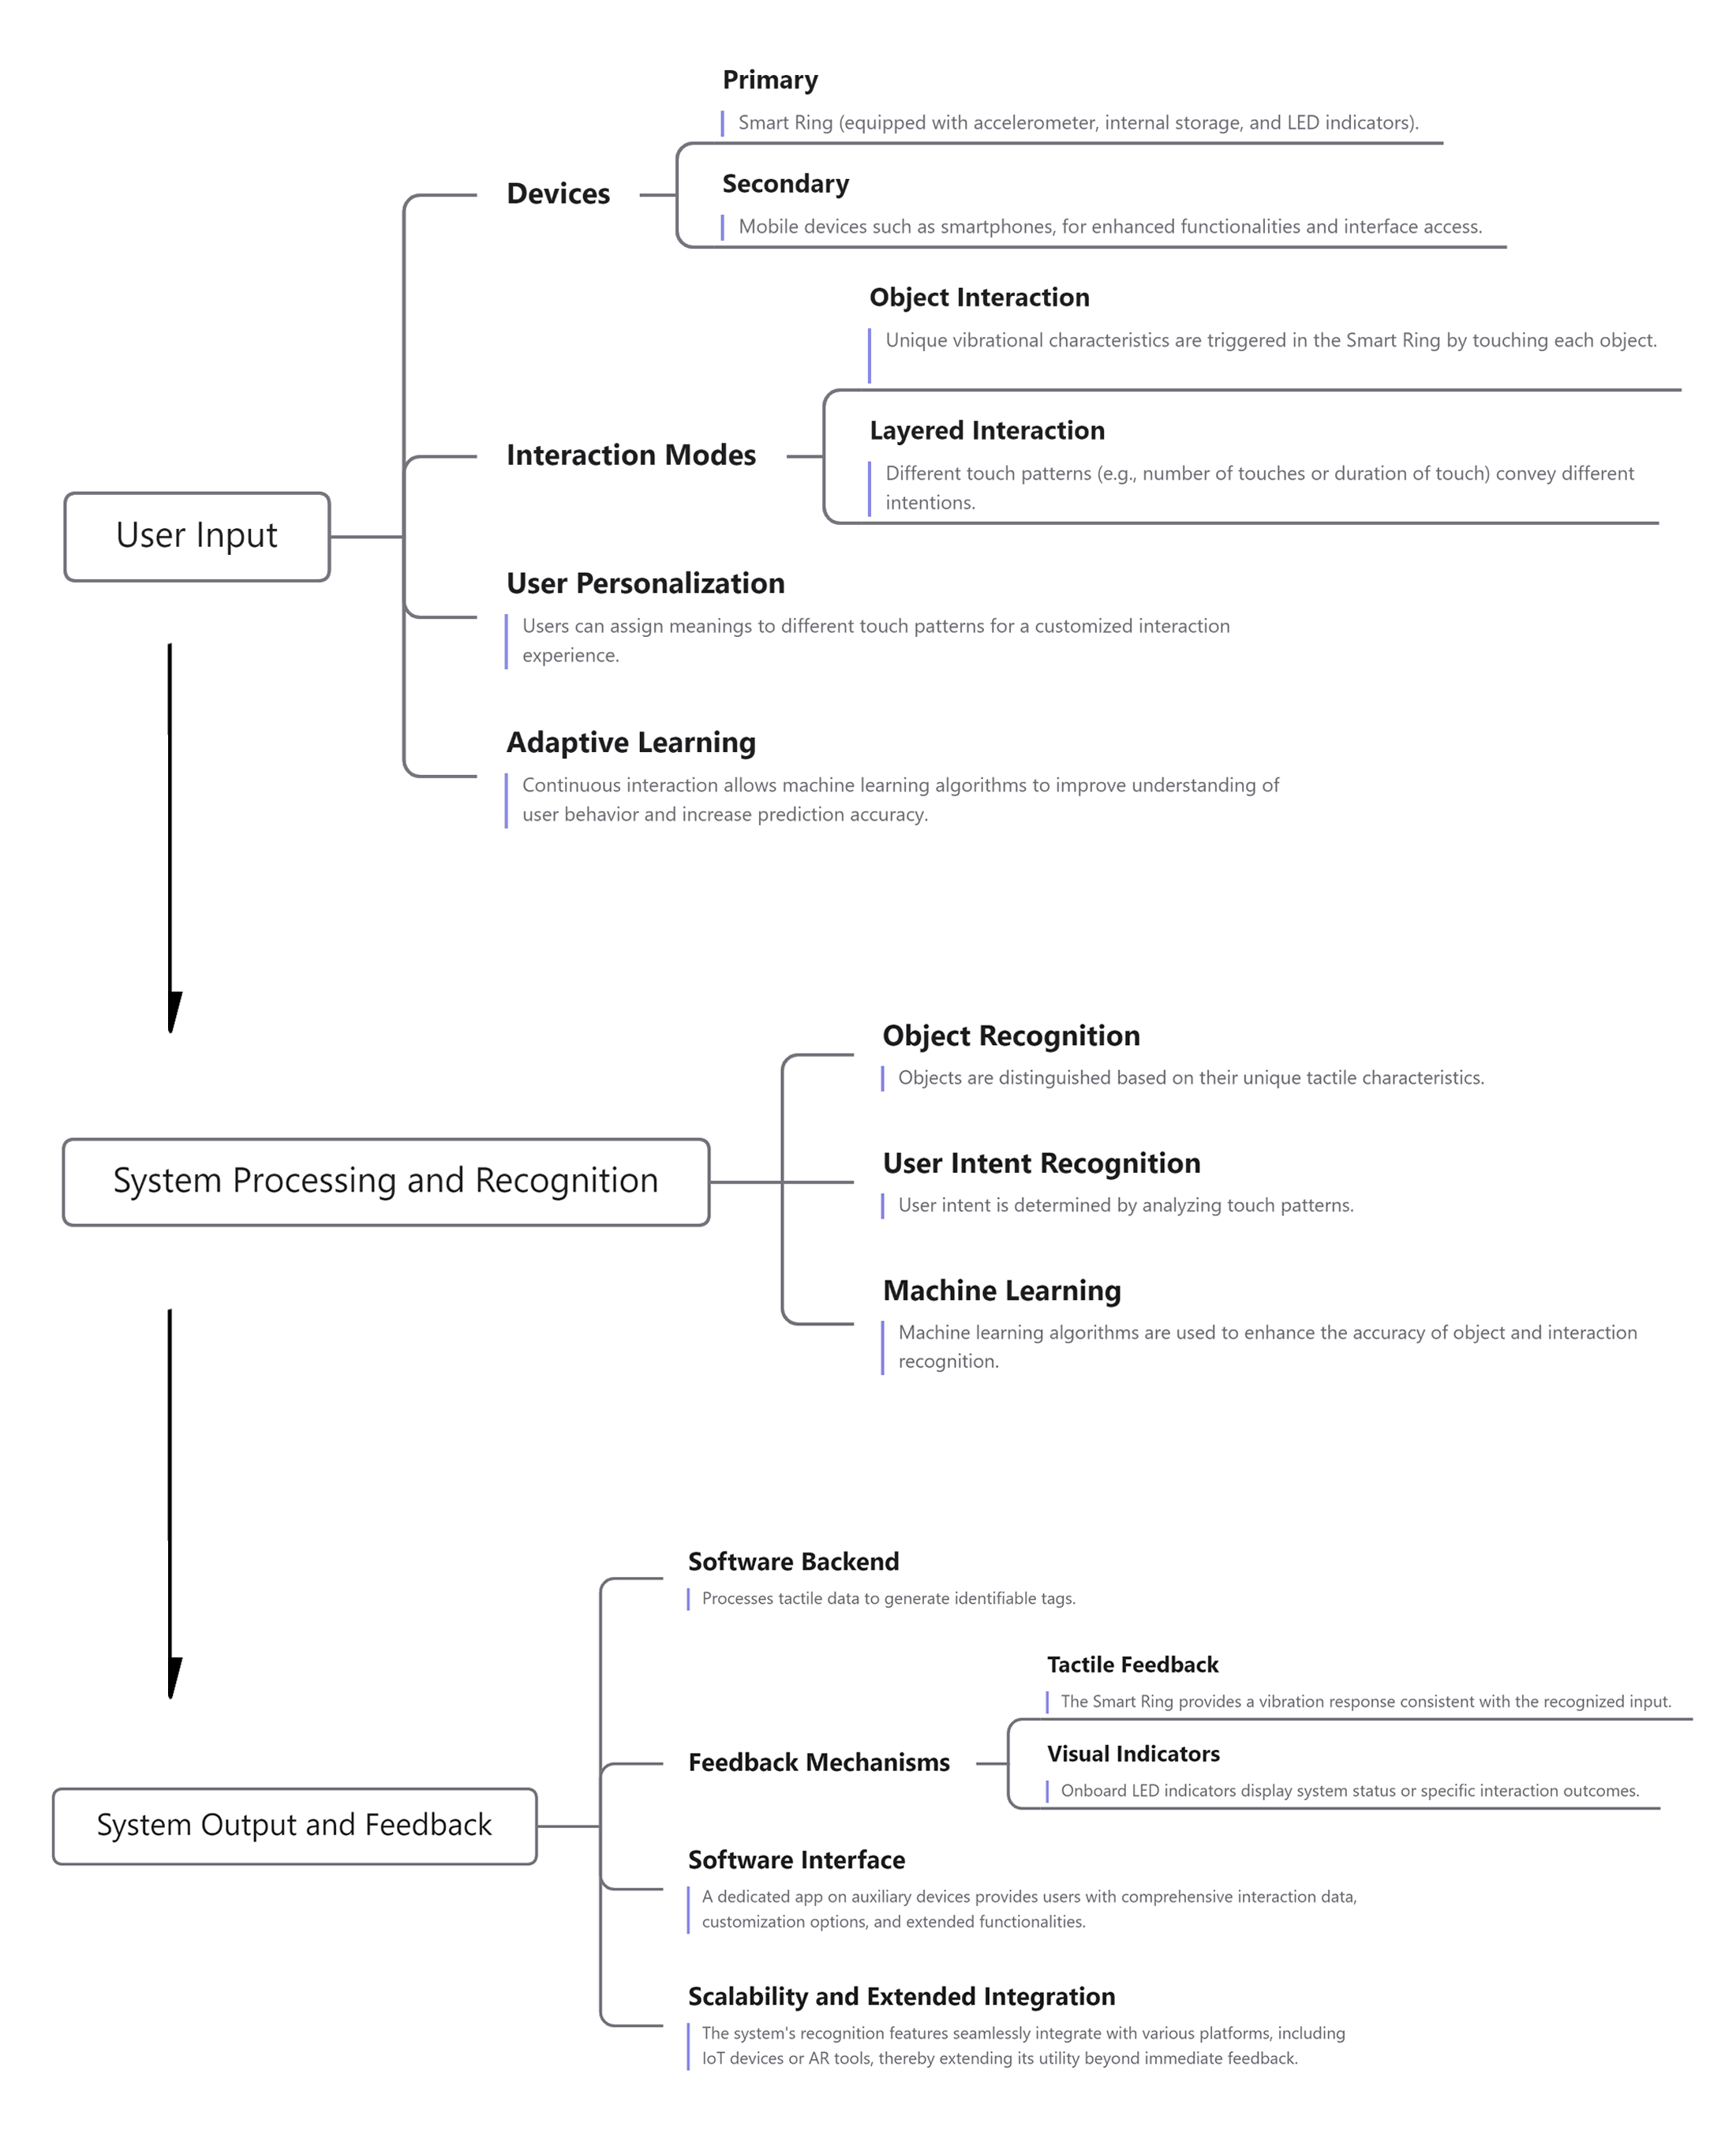 Primary
Smart Ring (equipped with accelerometer, internal storage, and LED indicators).
Devices
Secondary
Mobile devices such as smartphones, for enhanced functionalities and interface access.
Object Interaction
Unique vibrational characteristics are triggered in the Smart Ring by touching each object.
Interaction Modes
Layered Interaction
Different touch patterns (e.g., number of touches or duration of touch) convey different
intentions.
User Input
User Personalization
Users can assign meanings to different touch patterns for a customized interaction
experience.
Adaptive Learning
Continuous interaction allows machine learning algorithms to improve understanding of
user behavior and increase prediction accuracy.
Object Recognition
Objects are distinguished based on their unique tactile characteristics.
System Processing and Recognition
User Intent Recognition
User intent is determined by analyzing touch patterns.
Machine Learning
Machine learning algorithms are used to enhance the accuracy of object and interaction
recognition.
Software Backend
Processes tactile data to generate identifiable tags.
Tactile Feedback
The Smart Ring provides a vibration response consistent with the recognized input.
Feedback Mechanisms
Visual Indicators
Onboard LED indicators display system status or specific interaction outcomes.
System Output and Feedback
Software Interface
A dedicated app on auxiliary devices provides users with comprehensive interaction data,
customization options, and extended functionalities.
Scalability and Extended Integration
The system's recognition features seamlessly integrate with various platforms, including
IoT devices or AR tools, thereby extending its utility beyond immediate feedback.